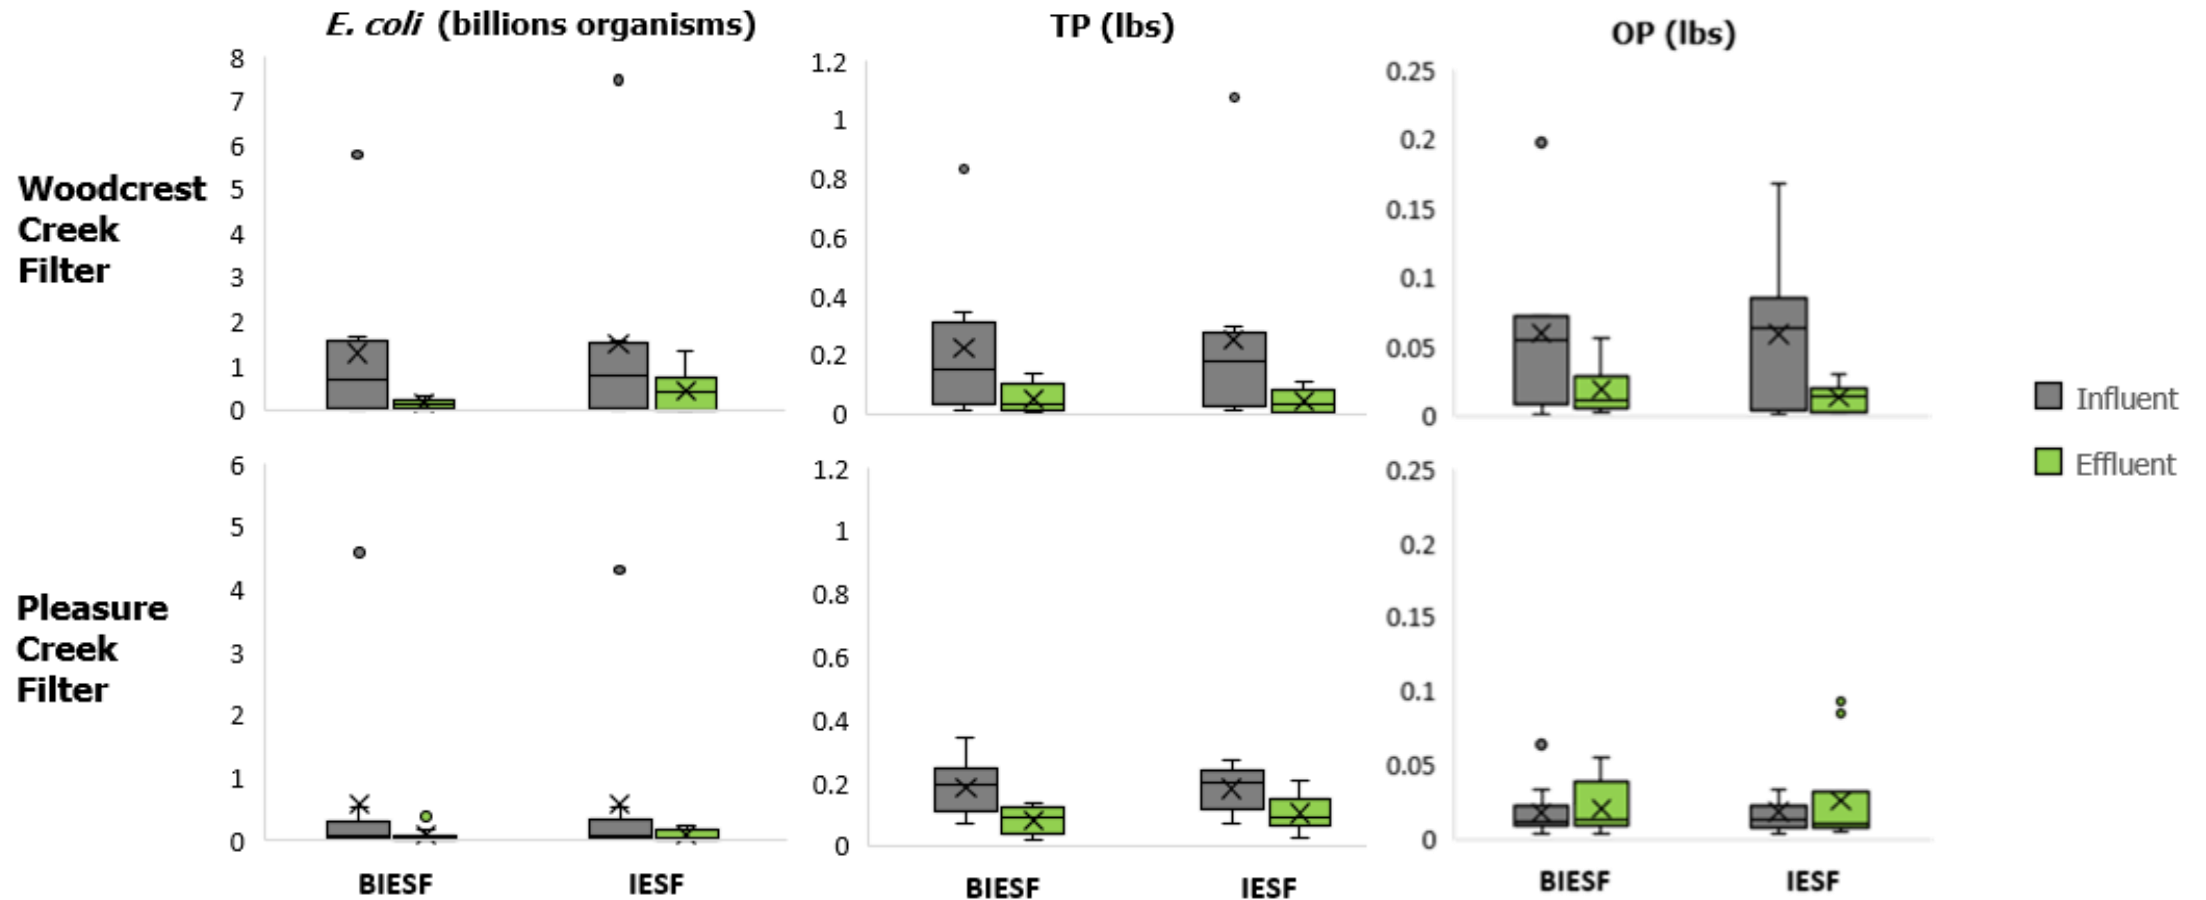 E. coli (billions organisms)
TP (lbs)
OP (lbs)
Woodcrest
Creek
Filter
8
7
6
5
4
3
2
1
0
1.2
1
0.8
0.6
0.4
0.2
0
0.25
0.2
0.15
0.1
0.05
0
Influent
Effluent
Pleasure
Creek
Filter
6
5
4
3
2
1
0
1.2
1
0.8
0.6
0.4
0.2
0
0.25
0.2
0.15
0.1
0.05
0
BIESF
IESF
BIESF
IESF
BIESF
IESF